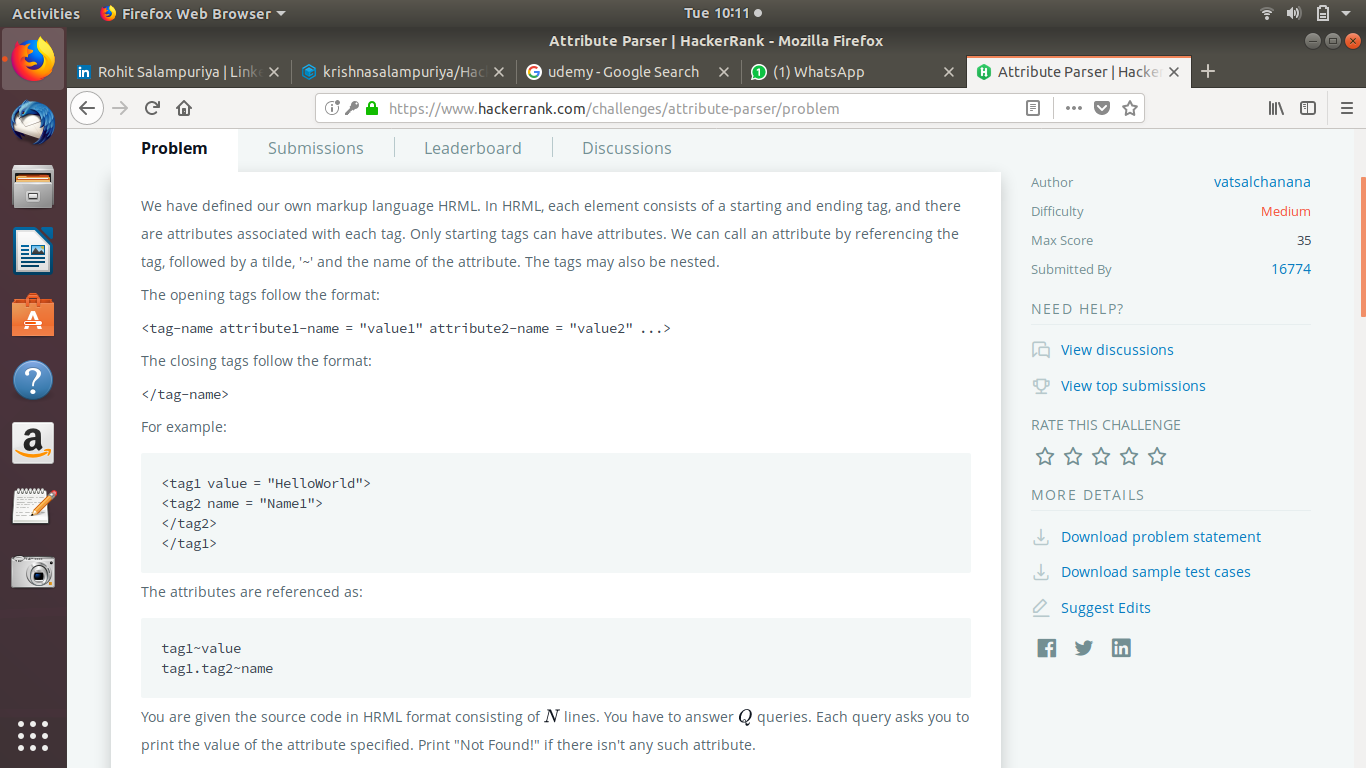 Activities Firefox Web Browser Tue 10:11
Attribute Parser | HackerRank - Mozilla Firefox
in Rohit Salampuriya | Link krishnasalampuriya/Hac G udemy - Google Search 1 (1) WhatsApp Attribute Parser | Hacke
https://www.hackerrank.com/challenges/attribute-parser/problem
Problem Submissions Leaderboard Discussions
We have defined our own markup language HRML. In HRML, each element consists of a starting and ending tag, and there
are attributes associated with each tag. Only starting tags can have attributes. We can call an attribute by referencing the
tag, followed by a tilde, '~' and the name of the attribute. The tags may also be nested.
The opening tags follow the format:
<tag-name attribute1-name = "value1" attribute2-name = "value2" ...>
The closing tags follow the format:
</tag-name>
For example:
<tag1 value = "HelloWorld">
<tag2 name = "Name1">
</tag2>
</tag1>
The attributes are referenced as:
tag1~value
tag1.tag2~name
You are given the source code in HRML format consisting of N lines. You have to answer Q queries. Each query asks you to
print the value of the attribute specified. Print "Not Found!" if there isn't any such attribute.
Author vatsalchanana
Difficulty Medium
Max Score 35
Submitted By 16774
NEED HELP?
View discussions
View top submissions
RATE THIS CHALLENGE
MORE DETAILS
Download problem statement
Download sample test cases
Suggest Edits